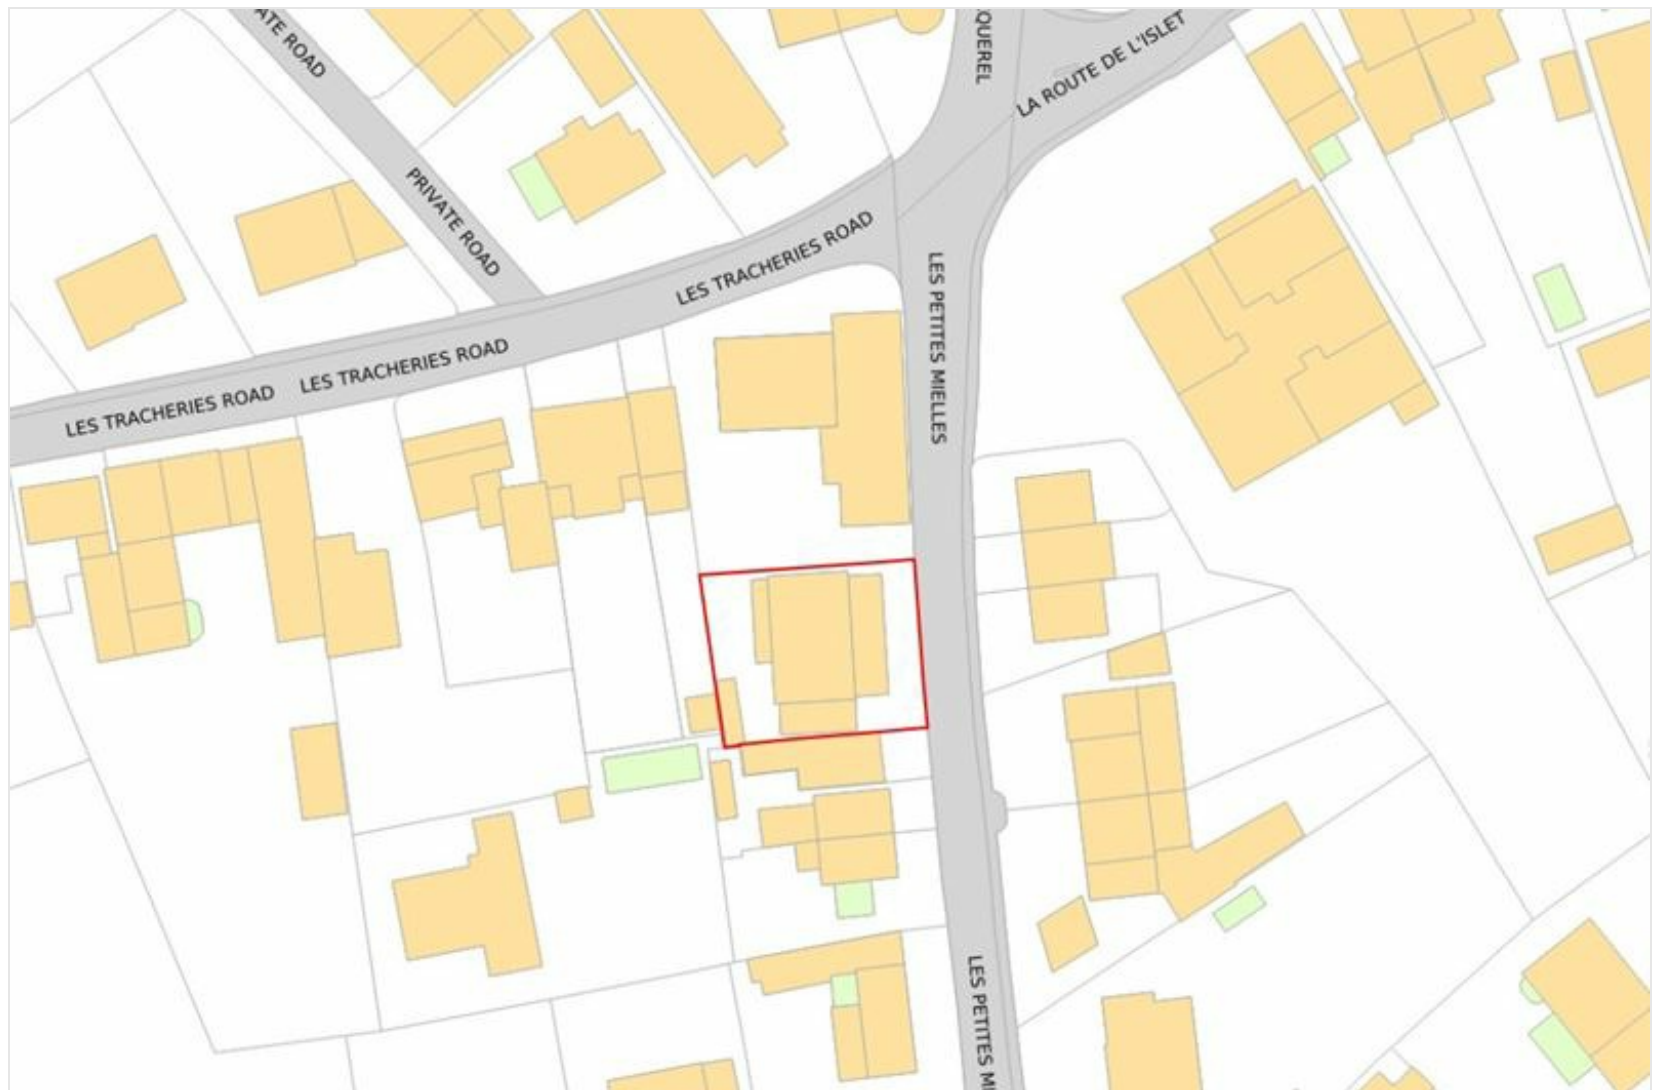 ATE ROAD
QUEREL
LA ROUTE DE L'ISLET
PRIVATE ROAD
LES TRACHERIES ROAD
LES PETITES MIELLES
LES TRACHERIES ROAD
LES TRACHERIES ROAD
LES PETITES MI